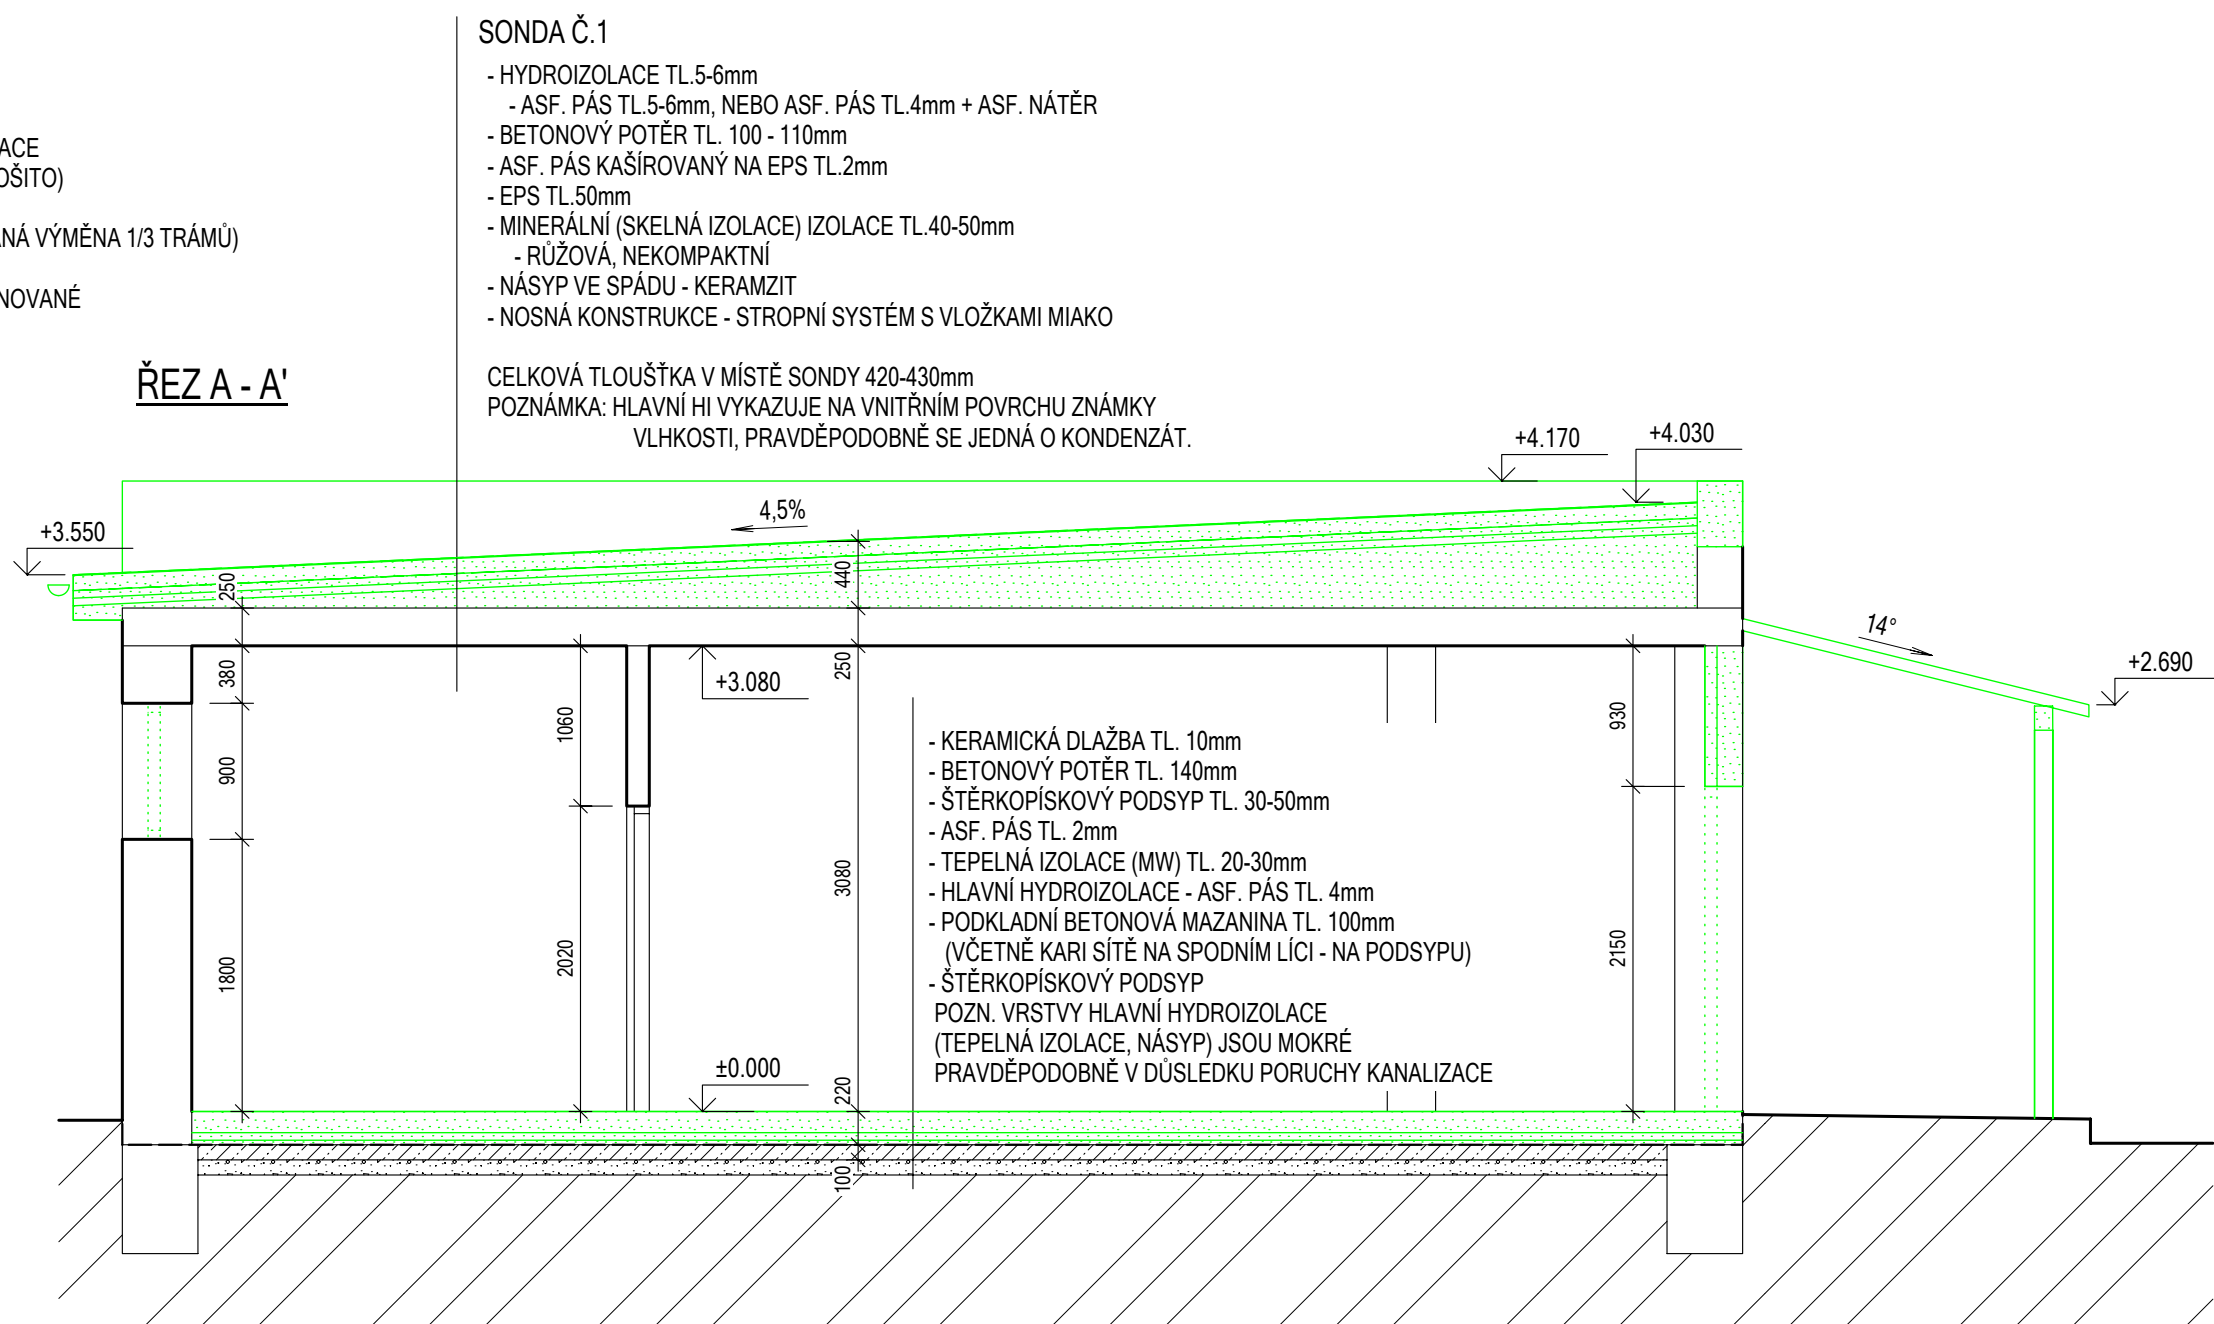 SONDA Č.1
- HYDROIZOLACE TL.5-6mm
- ASF. PÁS TL.5-6mm, NEBO ASF. PÁS TL.4mm + ASF. NÁTĚR
- BETONOVÝ POTĚR TL. 100 - 110mm
- ASF. PÁS KAŠÍROVANÝ NA EPS TL.2mm
- EPS TL.50mm
- MINERÁLNÍ (SKELNÁ IZOLACE) IZOLACE TL.40-50mm
- RŮŽOVÁ, NEKOMPAKTNÍ
- NÁSYP VE SPÁDU - KERAMZIT
- NOSNÁ KONSTRUKCE - STROPNÍ SYSTÉM S VLOŽKAMI MIAKO
CELKOVÁ TLOUŠŤKA V MÍSTĚ SONDY 420-430mm
POZNÁMKA: HLAVNÍ HI VYKAZUJE NA VNITŘNÍM POVRCHU ZNÁMKY
VLHKOSTI, PRAVDĚPODOBNĚ SE JEDNÁ O KONDENZÁT.
ACE
OŠITO)
NÁ VÝMĚNA 1/3 TRÁMŮ)
NOVANÉ
ŘEZ A - A'
+4.170
+4.030
4,5%
+3.550
250
440
14°
380
+3.080
250
+2.690
1060
930
900
- KERAMICKÁ DLAŽBA TL. 10mm
- BETONOVÝ POTĚR TL. 140mm
- ŠTĚRKOPÍSKOVÝ PODSYP TL. 30-50mm
- ASF. PÁS TL. 2mm
- TEPELNÁ IZOLACE (MW) TL. 20-30mm
- HLAVNÍ HYDROIZOLACE - ASF. PÁS TL. 4mm
- PODKLADNÍ BETONOVÁ MAZANINA TL. 100mm
(VČETNĚ KARI SÍTĚ NA SPODNÍM LÍCI - NA PODSYPU)
- ŠTĚRKOPÍSKOVÝ PODSYP
POZN. VRSTVY HLAVNÍ HYDROIZOLACE
(TEPELNÁ IZOLACE, NÁSYP) JSOU MOKRÉ
PRAVDĚPODOBNĚ V DŮSLEDKU PORUCHY KANALIZACE
3080
1800
2020
2150
±0.000
220
100